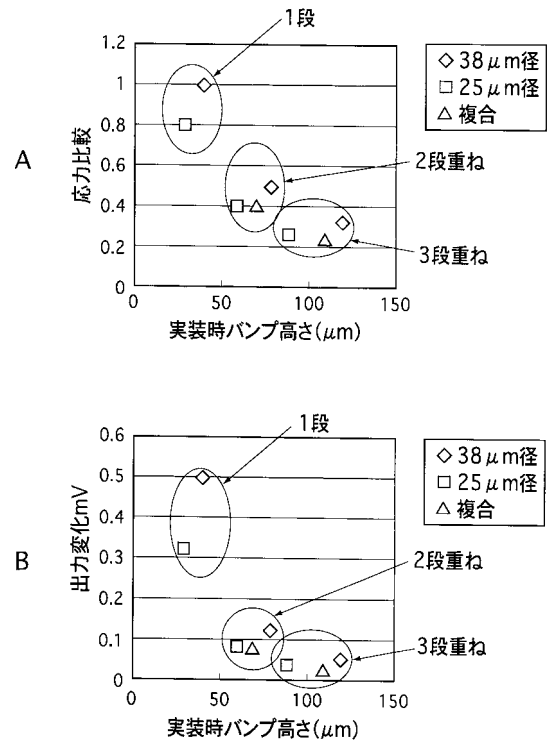 A
応力比較
1.2
1
0.8
0.6
0.4
0.2
0
0
50
100
150
実装時バンプ高さ(μm)
1段
2段重ね
3段重ね
◇ 38μm径
□ 25μm径
△ 複合
B
出力変化mV
0.6
0.5
0.4
0.3
0.2
0.1
0
0
50
100
150
実装時バンプ高さ(μm)
1段
2段重ね
3段重ね
◇ 38μm径
□ 25μm径
△ 複合